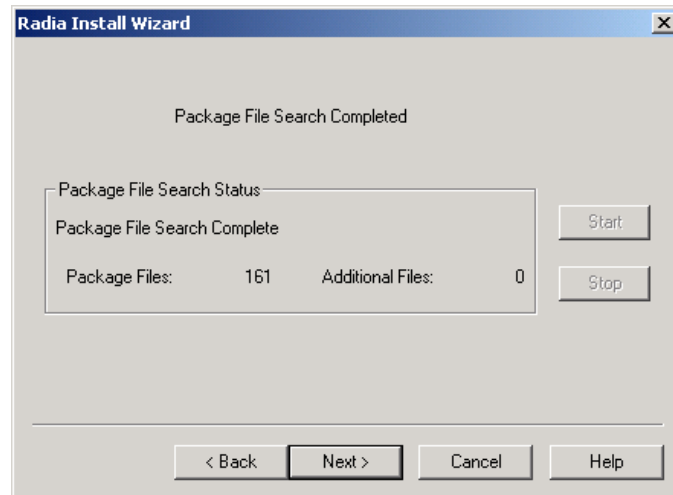 Radia Install Wizard
Package File Search Completed
Package File Search Status
Package File Search Complete
Package Files: 161 Additional Files: 0
Start
Stop
< Back Next > Cancel Help